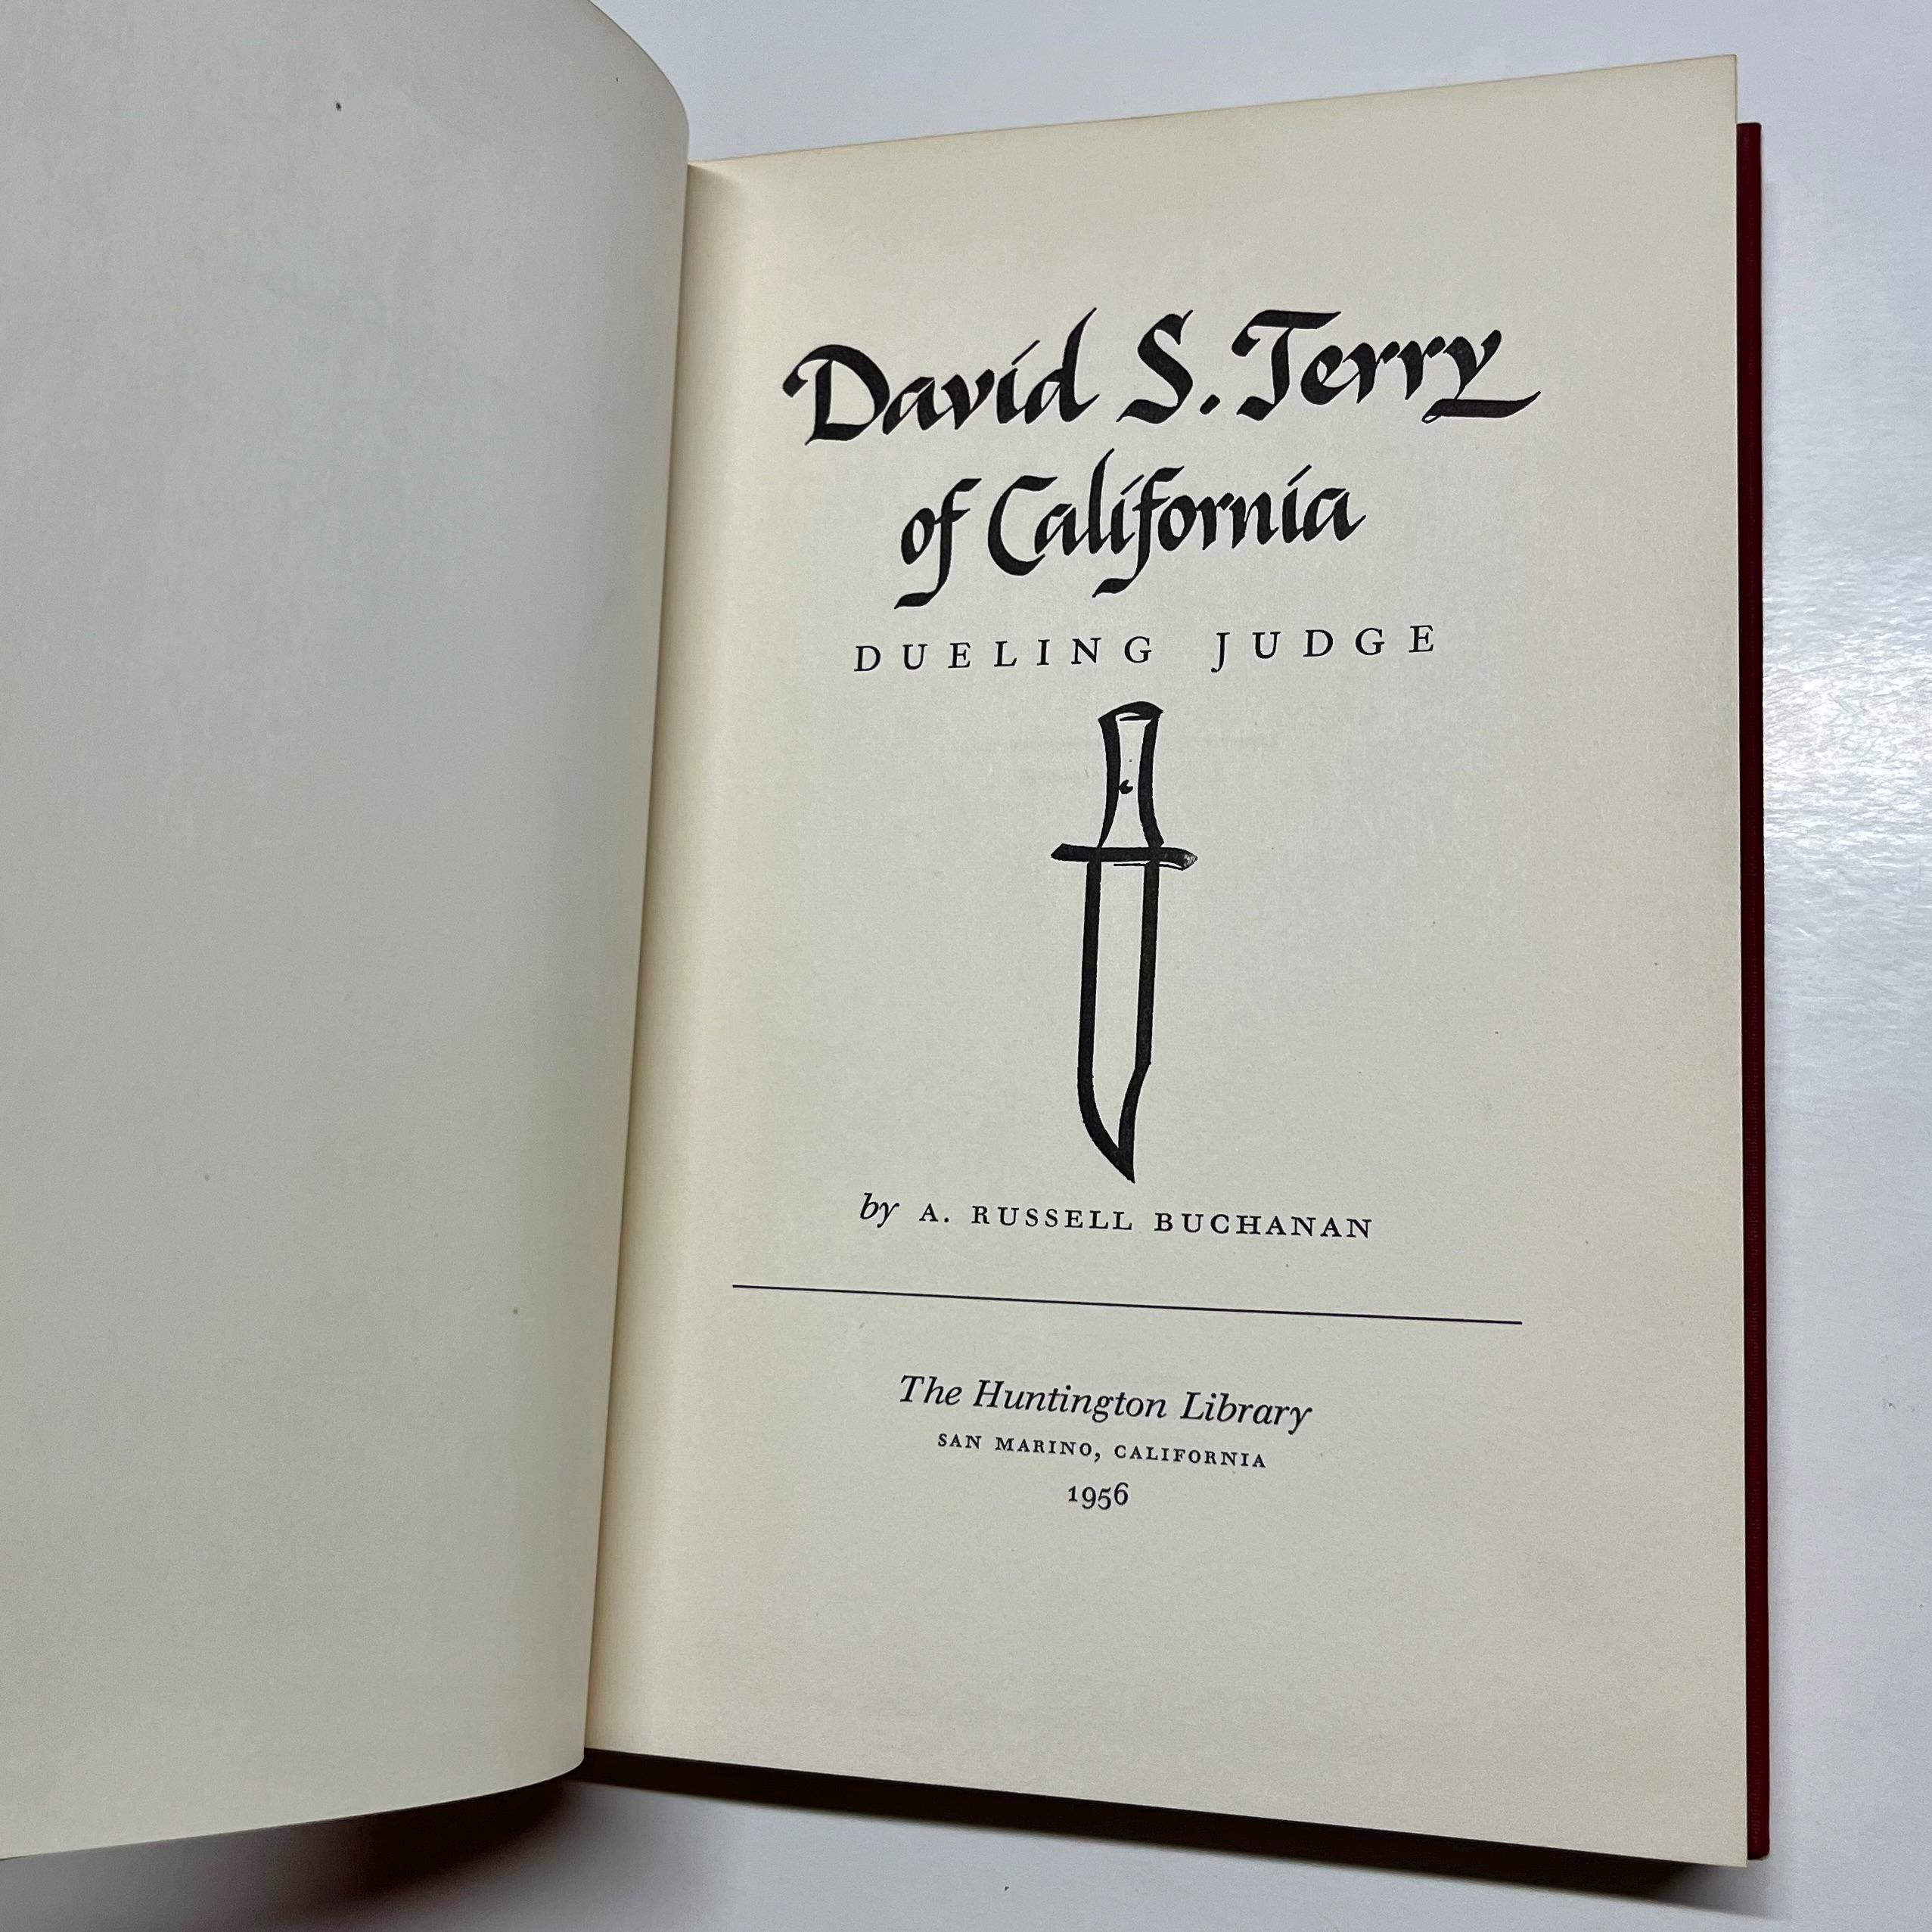 David S. Terry
of California
DUELING JUDGE
by A. RUSSELL BUCHANAN
The Huntington Library
SAN MARINO, CALIFORNIA
1956